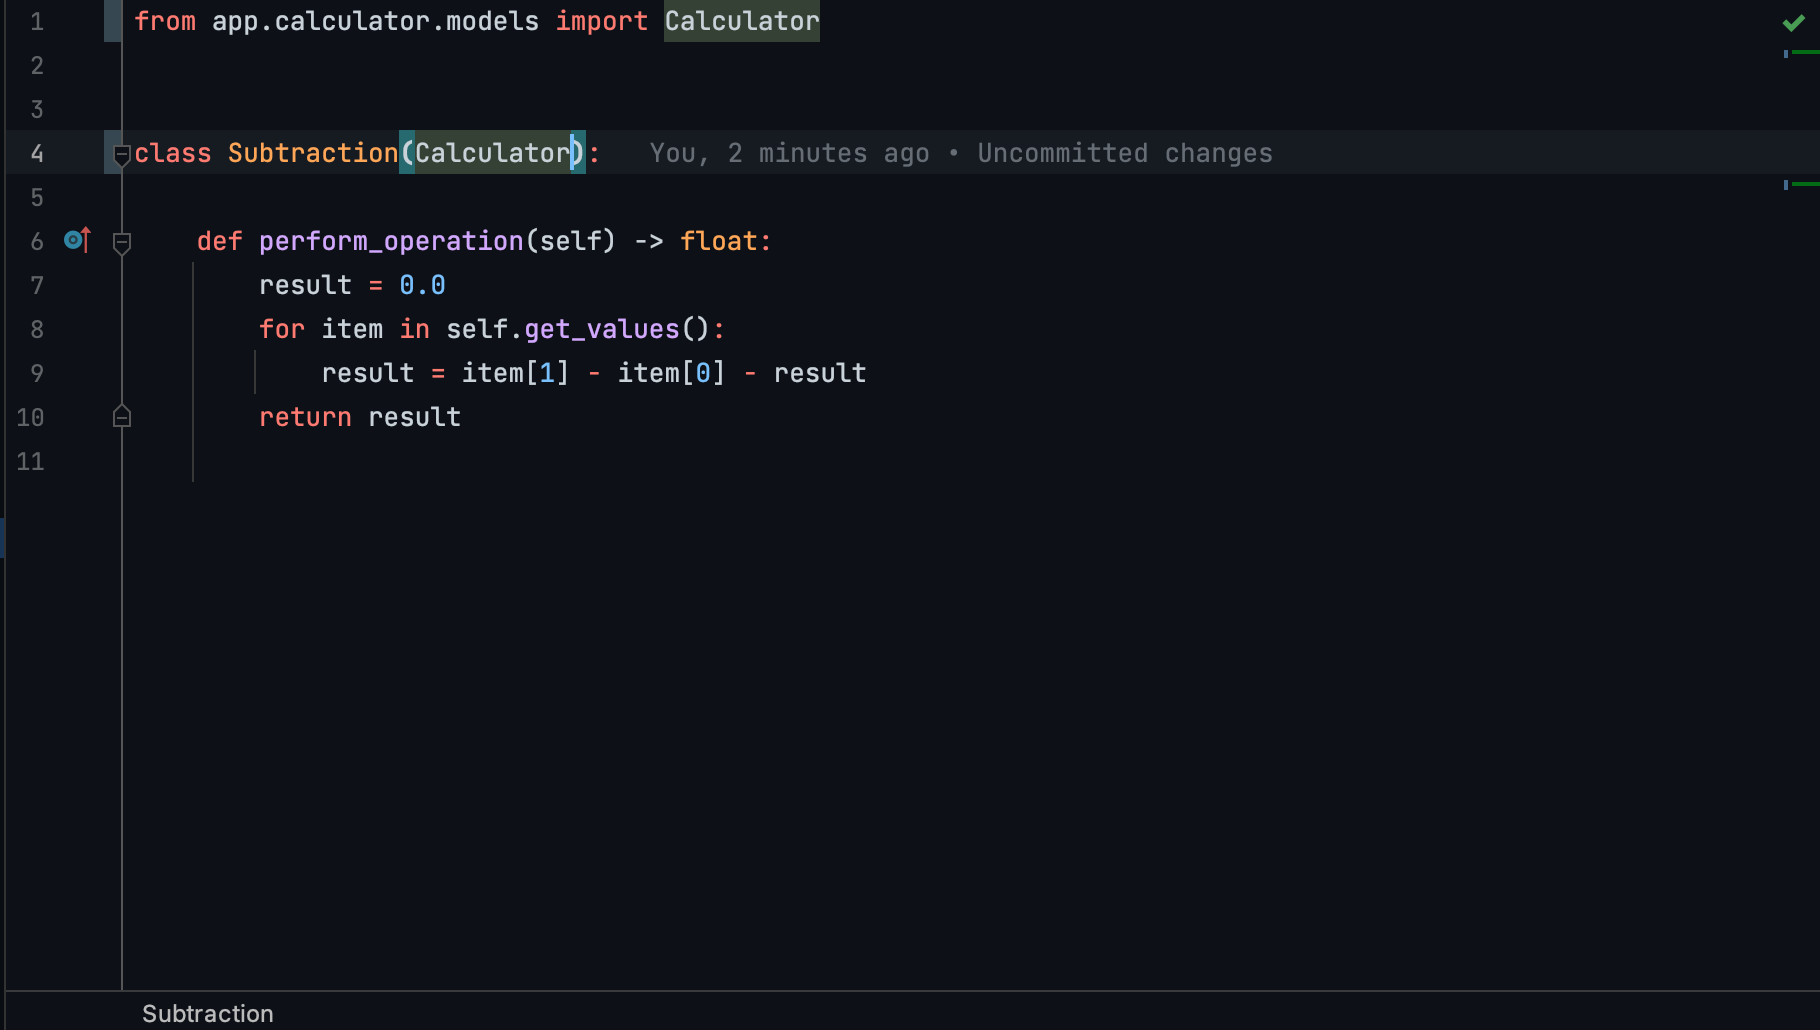 1 from app.calculator.models import Calculator
2
3
4 class Subtraction(Calculator): You, 2 minutes ago • Uncommitted changes
5
6 def perform_operation(self) -> float:
7 result = 0.0
8 for item in self.get_values():
9 result = item[1] - item[0] - result
10 return result
11
Subtraction